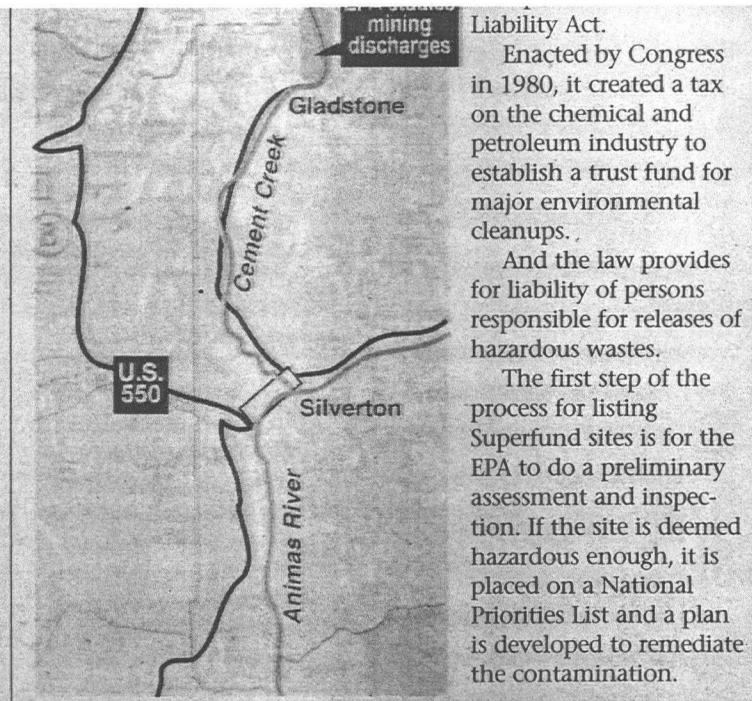 mining
discharges
Gladstone
Cement Creek
U.S.
550
Silverton
Animas River
Liability Act.
Enacted by Congress
in 1980, it created a tax
on the chemical and
petroleum industry to
establish a trust fund for
major environmental
cleanups.
And the law provides
for liability of persons
responsible for releases of
hazardous wastes.
The first step of the
process for listing
Superfund sites is for the
EPA to do a preliminary
assessment and inspec-
tion. If the site is deemed
hazardous enough, it is
placed on a National
Priorities List and a plan
is developed to remediate
the contamination.